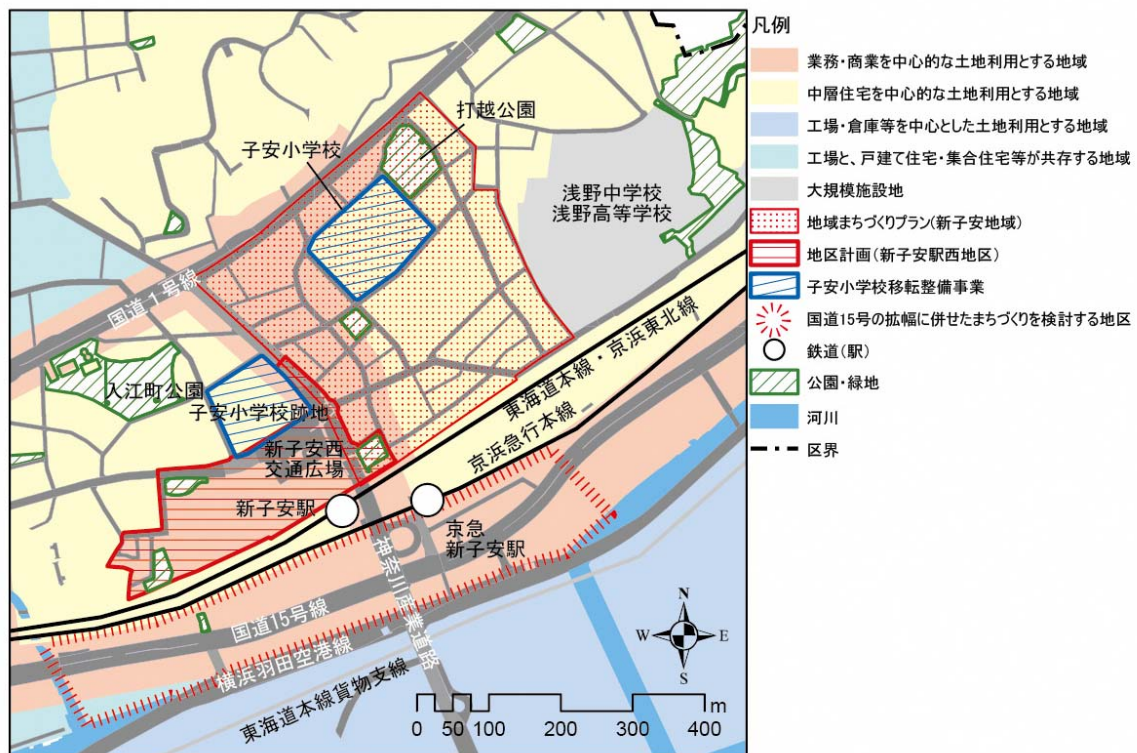 打越公園
子安小学校
浅野中学校
浅野高等学校
国道1号線
東海道本線・京浜東北線
入江町公園
子安小学校跡地
京浜急行本線
新子安西
交通広場
新子安駅
京急
新子安駅
神奈川産業道路
国道15号線
横浜羽田空港線
東海道本線貨物支線
N
W
E
S
m
0 50 100 200 300 400
凡例
業務・商業を中心的な土地利用とする地域
中層住宅を中心的な土地利用とする地域
工場・倉庫等を中心とした土地利用とする地域
工場と、戸建て住宅・集合住宅等が共存する地域
大規模施設地
地域まちづくりプラン(新子安地域)
地区計画(新子安駅西地区)
子安小学校移転整備事業
国道15号の拡幅に併せたまちづくりを検討する地区
鉄道(駅)
公園・緑地
河川
区界